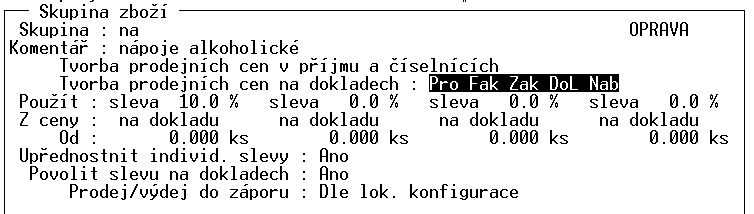 Skupina zboží
Skupina : na OPRAVA
Komentář : nápoje alkoholické
Tvorba prodejních cen v příjmu a číselnících
Tvorba prodejních cen na dokladech : Pro Fak Zak DoL Nab
Použít : sleva 10.0 % sleva 0.0 % sleva 0.0 % sleva 0.0 %
Z ceny : na dokladu na dokladu na dokladu na dokladu
Od : 0.000 ks 0.000 ks 0.000 ks 0.000 ks
Upřednostnit individ. slevy : Ano
Povolit slevu na dokladech : Ano
Prodej/výdej do záporu : Dle lok. konfigurace